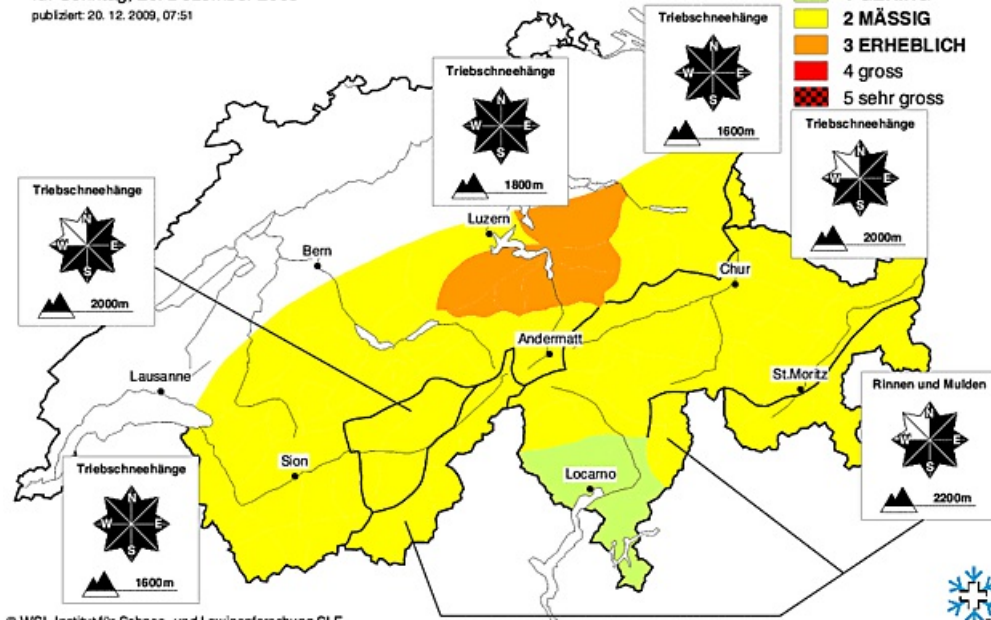 publiziert: 20. 12. 2009, 07:51
2 MÄSSIG
3 ERHEBLICH
4 gross
5 sehr gross
Triebschneehänge
N
W E
S
1800m
N
W E
S
1600m
Triebschneehänge
N
W E
S
2000m
Triebschneehänge
N
W E
S
2000m
Luzern
Bern
Chur
Andermatt
Lausanne
St.Moritz
Rinnen und Mulden
N
W E
S
2200m
Sion
Locarno
Triebschneehänge
N
W E
S
1600m
Triebschneehänge